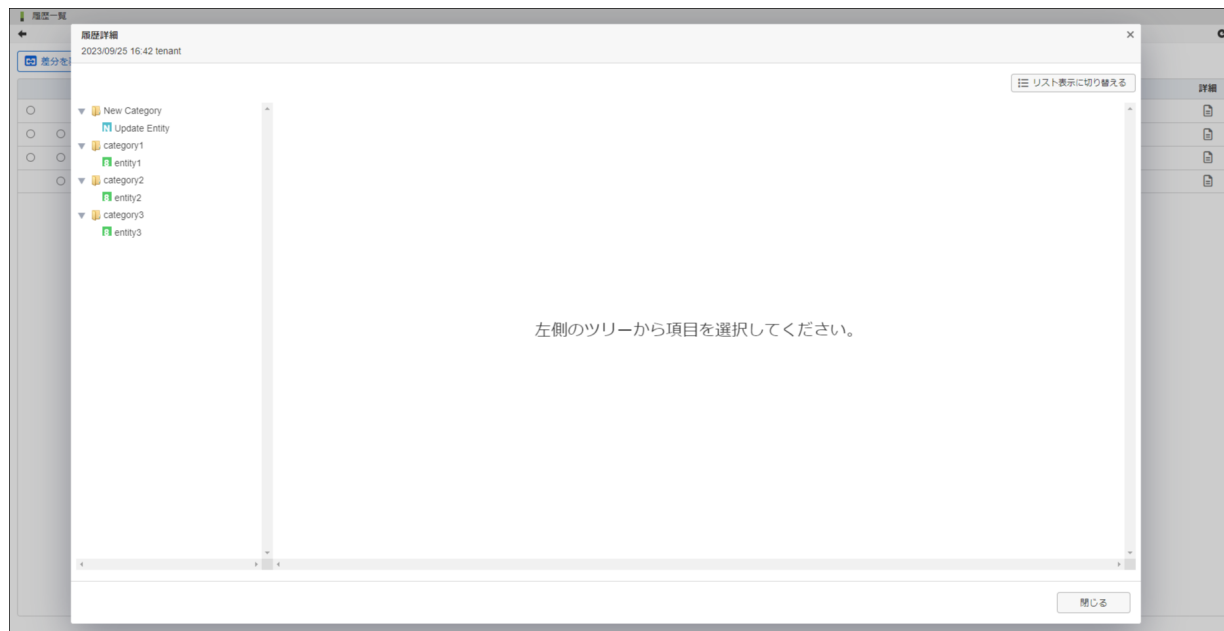 履歴一覧
履歴詳細
2023/09/25 16:42 tenant
差分を
リスト表示に切り替える
詳細
New Category
N Update Entity
category1
entity1
category2
entity2
category3
entity3
左側のツリーから項目を選択してください。
閉じる